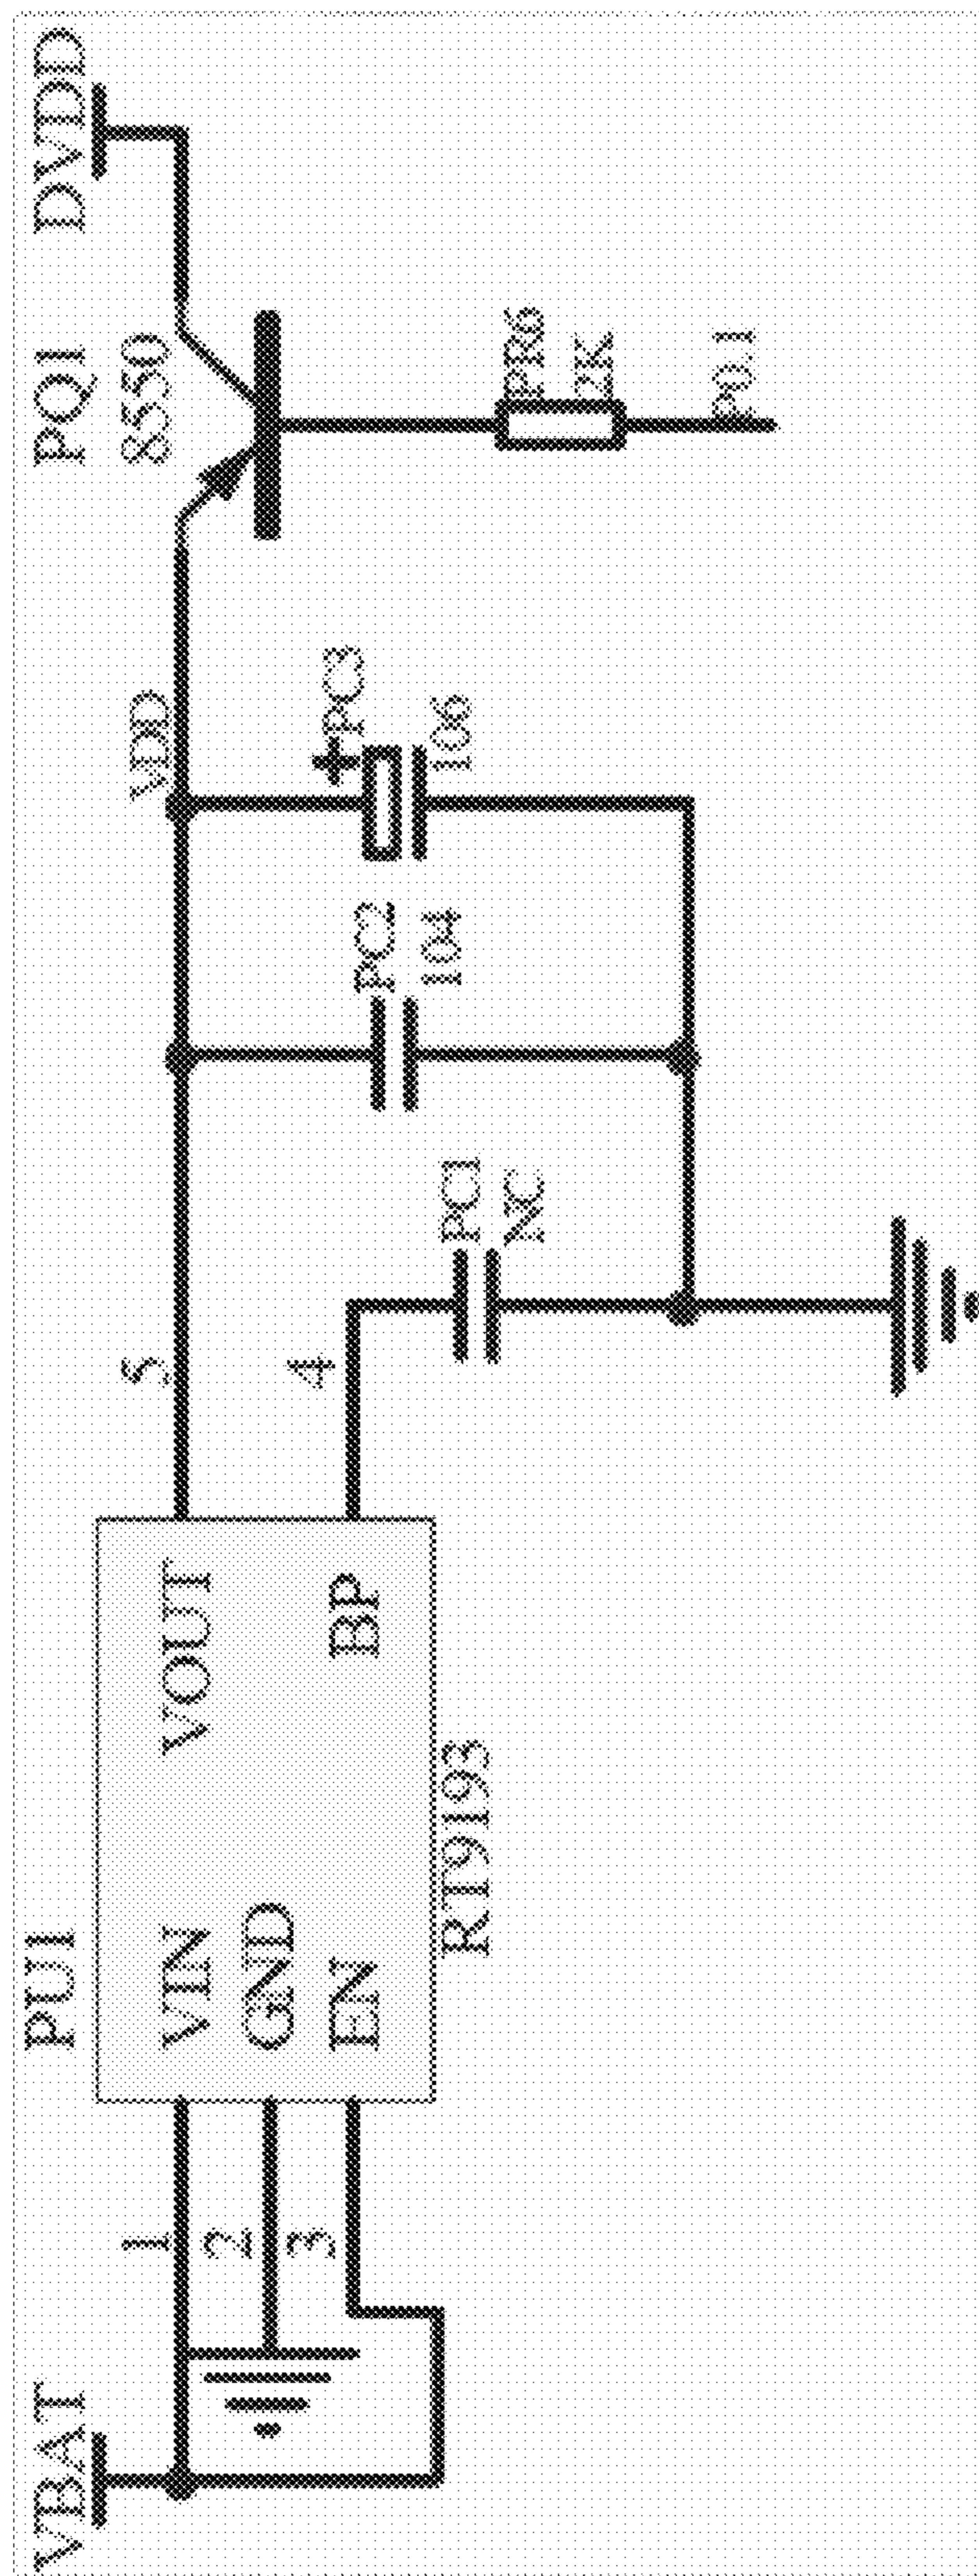 VBAT
PU1
1
2
3
VIN
GND
EN
VOUT
BP
RT9193
5
4
PC1
NC
PC2
104
VDD
PC3
106
PQ1
8550
PR6
2K
P0.1
DVDD